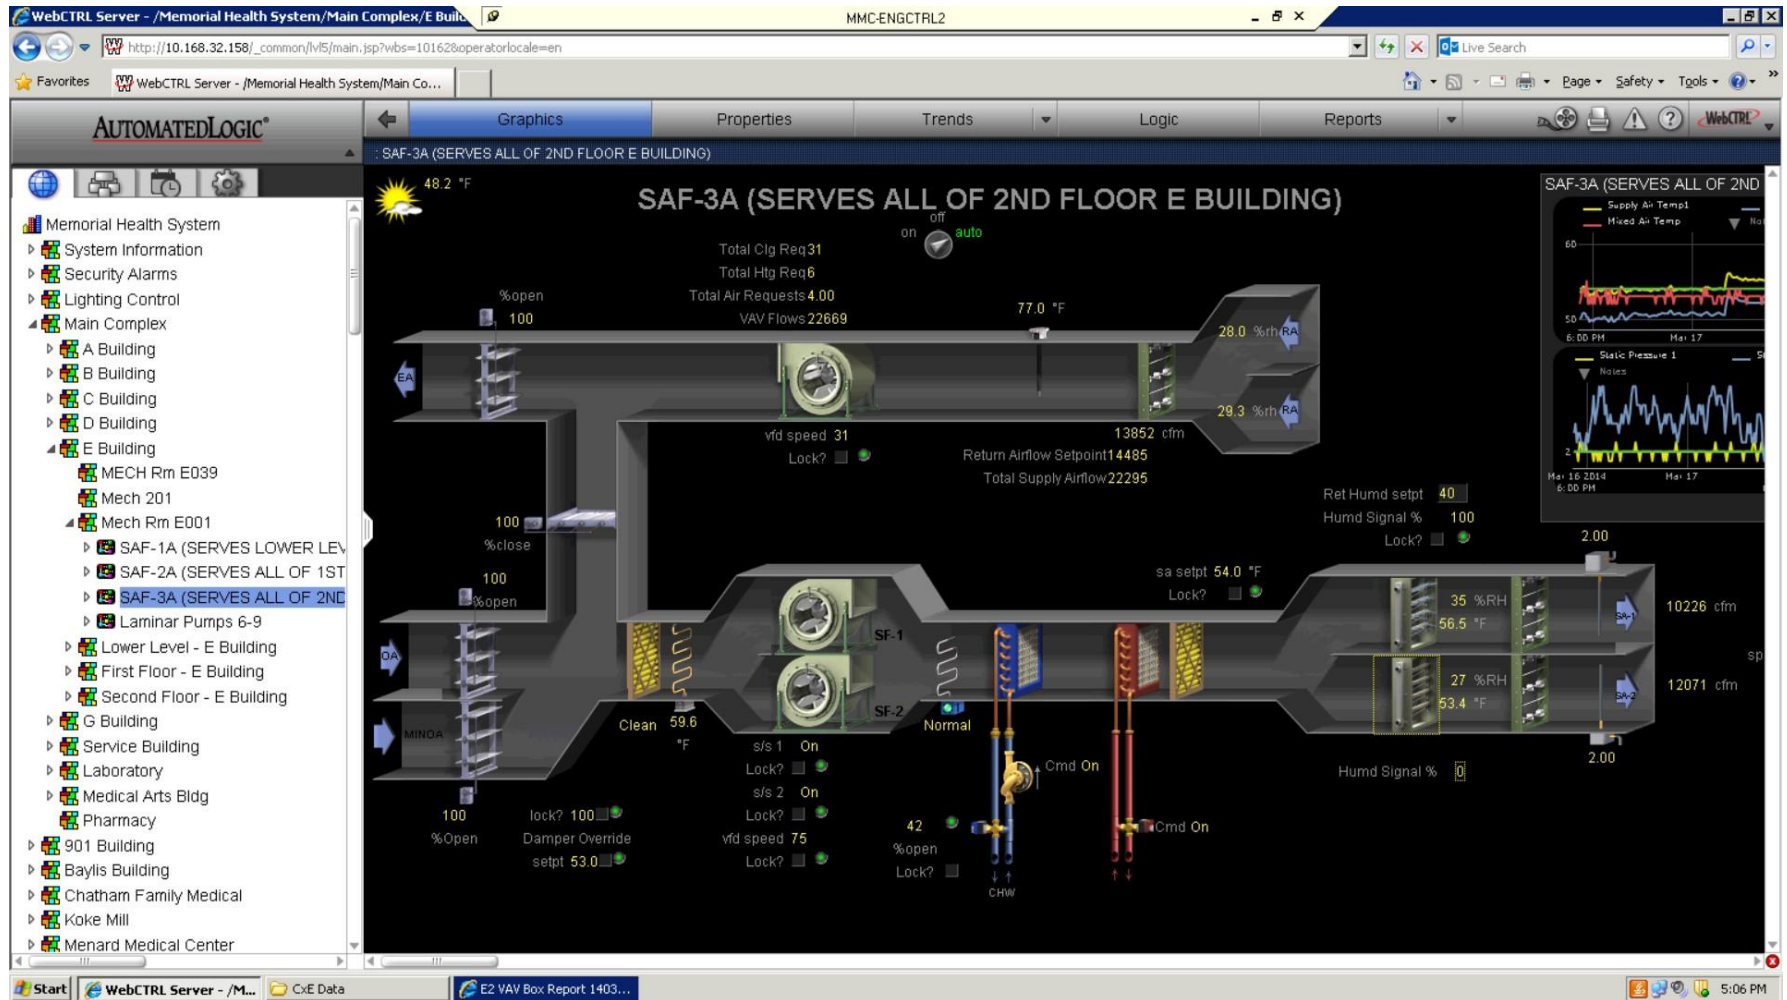 WebCTRL Server - /Memorial Health System/Main Complex/E Build
MMC-ENGCTRL2
http://10.168.32.158/_common/lvl5/main.jsp?wbs=10162&operatorlocale=en
Live Search
Favorites
WebCTRL Server - /Memorial Health System/Main Co...
Page
Safety
Tools
AUTOMATEDLOGIC®
Graphics
Properties
Trends
Logic
Reports
WebCTRL
: SAF-3A (SERVES ALL OF 2ND FLOOR E BUILDING)
Memorial Health System
System Information
Security Alarms
Lighting Control
Main Complex
A Building
B Building
C Building
D Building
E Building
MECH Rm E039
Mech 201
Mech Rm E001
SAF-1A (SERVES LOWER LEV
SAF-2A (SERVES ALL OF 1ST
SAF-3A (SERVES ALL OF 2ND
Laminar Pumps 6-9
Lower Level - E Building
First Floor - E Building
Second Floor - E Building
G Building
Service Building
Laboratory
Medical Arts Bldg
Pharmacy
901 Building
Baylis Building
Chatham Family Medical
Koke Mill
Menard Medical Center
48.2 °F
SAF-3A (SERVES ALL OF 2ND FLOOR E BUILDING)
off
on
auto
Total Clg Req 31
Total Htg Req 6
Total Air Requests 4.00
VAV Flows 22669
%open
100
77.0 °F
28.0 %rh RA
29.3 %rh RA
EA
vfd speed 31
Lock?
13852 cfm
Return Airflow Setpoint 14485
Total Supply Airflow 22295
SAF-3A (SERVES ALL OF 2ND
Supply Air Temp1
Mixed Air Temp
60
50
6:00 PM
Mar 17
Static Pressure 1
Notes
2
Mar 16 2014
6:00 PM
Mar 17
Ret Humd setpt 40
Humd Signal % 100
Lock?
2.00
100
%close
100
%open
OA
MINOA
100
%Open
sa setpt 54.0 °F
Lock?
35 %RH
56.5 °F
SA-1
10226 cfm
sp
27 %RH
53.4 °F
SA-2
12071 cfm
2.00
Humd Signal % 0
SF-1
SF-2
Clean
59.6
°F
Normal
s/s 1 On
Lock?
s/s 2 On
Lock?
vfd speed 75
Lock?
lock? 100
Damper Override
setpt 53.0
Cmd On
42
%open
Lock?
CHW
Cmd On
Start
WebCTRL Server - /M...
CxE Data
E2 VAV Box Report 1403...
5:06 PM